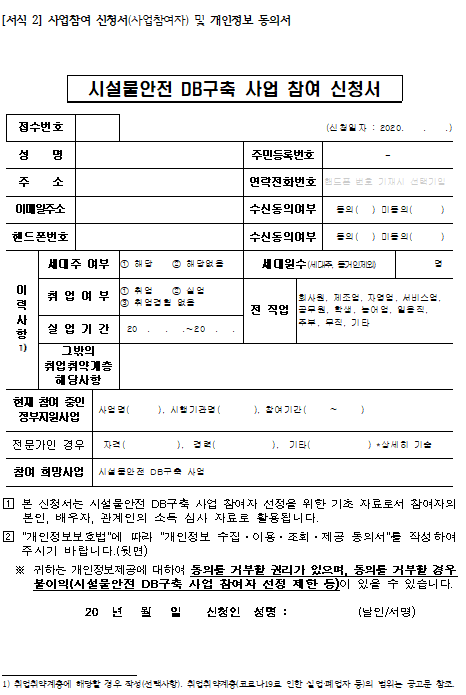 [서식 2] 사업참여 신청서(사업참여자) 및 개인정보 동의서
시설물안전 DB구축 사업 참여 신청서
접수번호
(신청일자 : 2020. . .)
성 명
주민등록번호 -
주 소
연락전화번호 핸드폰 번호 기재시 선택기입
이메일주소
수신동의여부 동의( ) 미동의( )
핸드폰번호
수신동의여부 동의( ) 미동의( )
이력사항1)
세대주 여부 ① 해당 ② 해당없음
세대원수(세대주, 동거인제외) 명
취 업 여 부 ① 취업 ② 실업
③ 취업경험 없음
전 직업
회사원, 제조업, 자영업, 서비스업,
공무원, 학생, 농어업, 일용직,
주부, 무직, 기타
실 업 기 간 20 . . .~20 . . .
그밖의
취업취약계층
해당사항
현재 참여 중인
정부지원사업
사업명( ), 시행기관명( ), 참여기간( ~ )
전문가인 경우 자격( ), 경력( ), 기타( ) *상세히 기술
참여 희망사업 시설물안전 DB구축 사업
1 본 신청서는 시설물안전 DB구축 사업 참여자 선정을 위한 기초 자료로서 참여자의
본인, 배우자, 관계인의 소득 심사 자료로 활용됩니다.
2 "개인정보보호법"에 따라 "개인정보 수집·이용·조회·제공 동의서"를 작성하여
주시기 바랍니다.(뒷면)
※ 귀하는 개인정보제공에 대하여 동의를 거부할 권리가 있으며, 동의를 거부할 경우
불이익(시설물안전 DB구축 사업 참여자 선정 제한 등)이 있을 수 있습니다.
20 년 월 일 신청인 성명 : (날인/서명)
1) 취업취약계층에 해당할 경우 작성(선택사항). 취업취약계층(코로나19로 인한 실업·폐업자 등)의 범위는 공고문 참조.